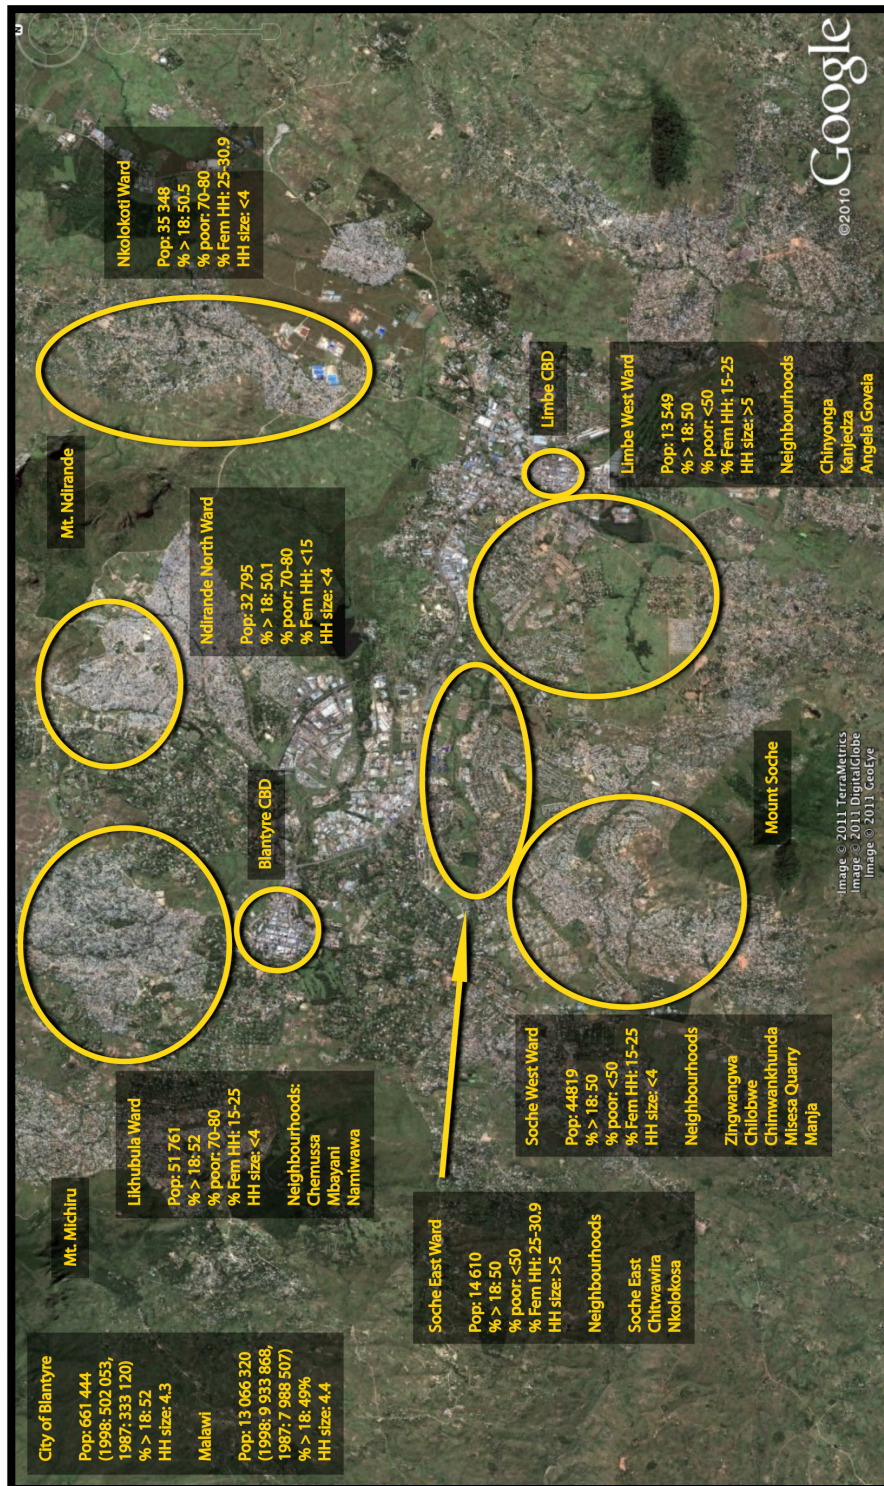 City of Blantyre
Pop: 661 444
(1998: 502 053,
1987: 333 120)
% > 18: 52
HH size: 4.3
Malawi
Pop: 13 066 320
(1998: 9 933 868,
1987: 7 988 507)
% > 18: 49%
HH size: 4.4
Mt. Michiru
Likhubula Ward
Pop: 51 761
% > 18: 52
% poor: 70-80
% Fem HH: 15-25
HH size: <4
Neighbourhoods:
Chemussa
Mbayani
Namiwawa
Blantyre CBD
Mt. Ndirande
Ndirande North Ward
Pop: 32 795
% > 18: 50.1
% poor: 70-80
% Fem HH: <15
HH size: <4
Nkolokoti Ward
Pop: 35 348
% > 18: 50.5
% poor: 70-80
% Fem HH: 25-30.9
HH size: <4
Soche East Ward
Pop: 14 610
% > 18: 50
% poor: <50
% Fem HH: 25-30.9
HH size: >5
Neighbourhoods
Soche East
Chitwawira
Nkolokosa
Soche West Ward
Pop: 44819
% > 18: 50
% poor: <50
% Fem HH: 15-25
HH size: <4
Neighbourhoods
Zingwangwa
Chilobwe
Chimwankhunda
Misesa Quarry
Manja
Mount Soche
Limbe CBD
Limbe West Ward
Pop: 13 549
% > 18: 50
% poor: <50
% Fem HH: 15-25
HH size: >5
Neighbourhoods
Chinyonga
Kanjedza
Angela Goveia
Image © 2011 TerraMetrics
Image © 2011 DigitalGlobe
Image © 2011 GeoEye
©2010 Google
N